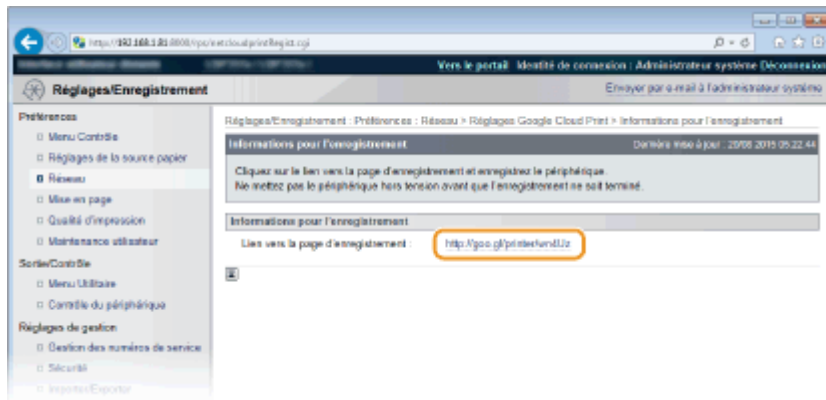 Vers le portail Identité de connexion : Administrateur système Déconnexion
Réglages/Enregistrement
Envoyer par e-mail à l'administrateur système
Préférences
Menu Contrôle
Réglages de la source papier
Réseau
Mise en page
Qualité d'impression
Maintenance utilisateur
Sortie/Contrôle
Menu Utilitaire
Contrôle du périphérique
Réglages de gestion
Gestion des numéros de service
Sécurité
Importer/Exporter
Réglages/Enregistrement : Préférences : Réseau > Réglages Google Cloud Print > Informations pour l'enregistrement
Informations pour l'enregistrement
Dernière mise à jour : 2015 05:22:44
Cliquez sur le lien vers la page d'enregistrement et enregistrez le périphérique.
Ne mettez pas le périphérique hors tension avant que l'enregistrement ne soit terminé.
Informations pour l'enregistrement
Lien vers la page d'enregistrement :